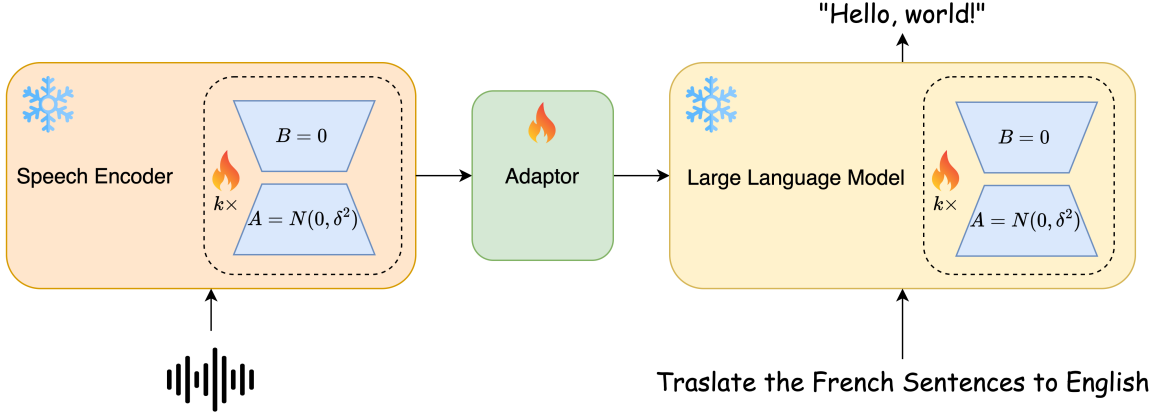 "Hello, world!"
B = 0
B = 0
Speech Encoder
Adaptor
Large Language Model
k×
A = N(0, δ²)
k×
A = N(0, δ²)
Traslate the French Sentences to English